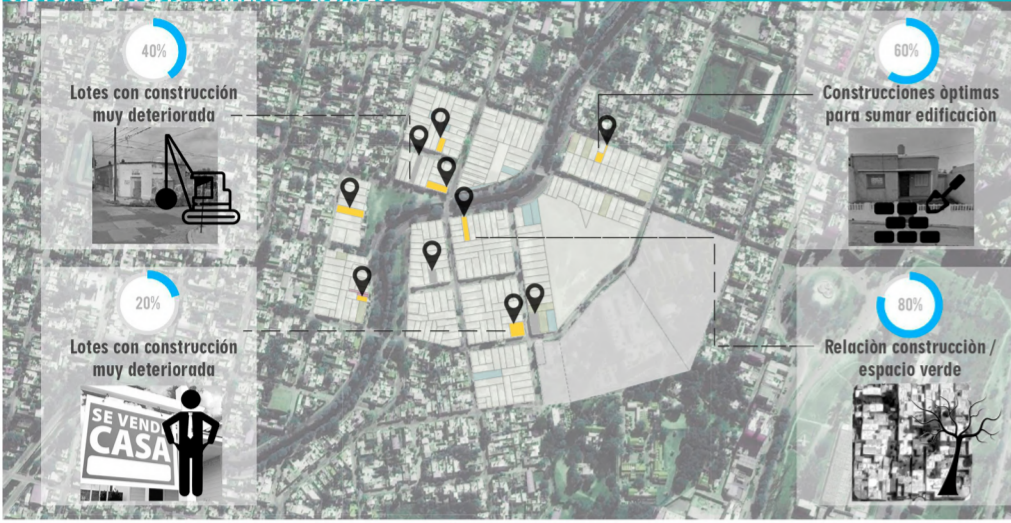 40%
Lotes con construcción
muy deteriorada
60%
Construcciones òptimas
para sumar edificaciòn
20%
Lotes con construcción
muy deteriorada
SE VEND
CASA
80%
Relaciòn construcciòn /
espacio verde